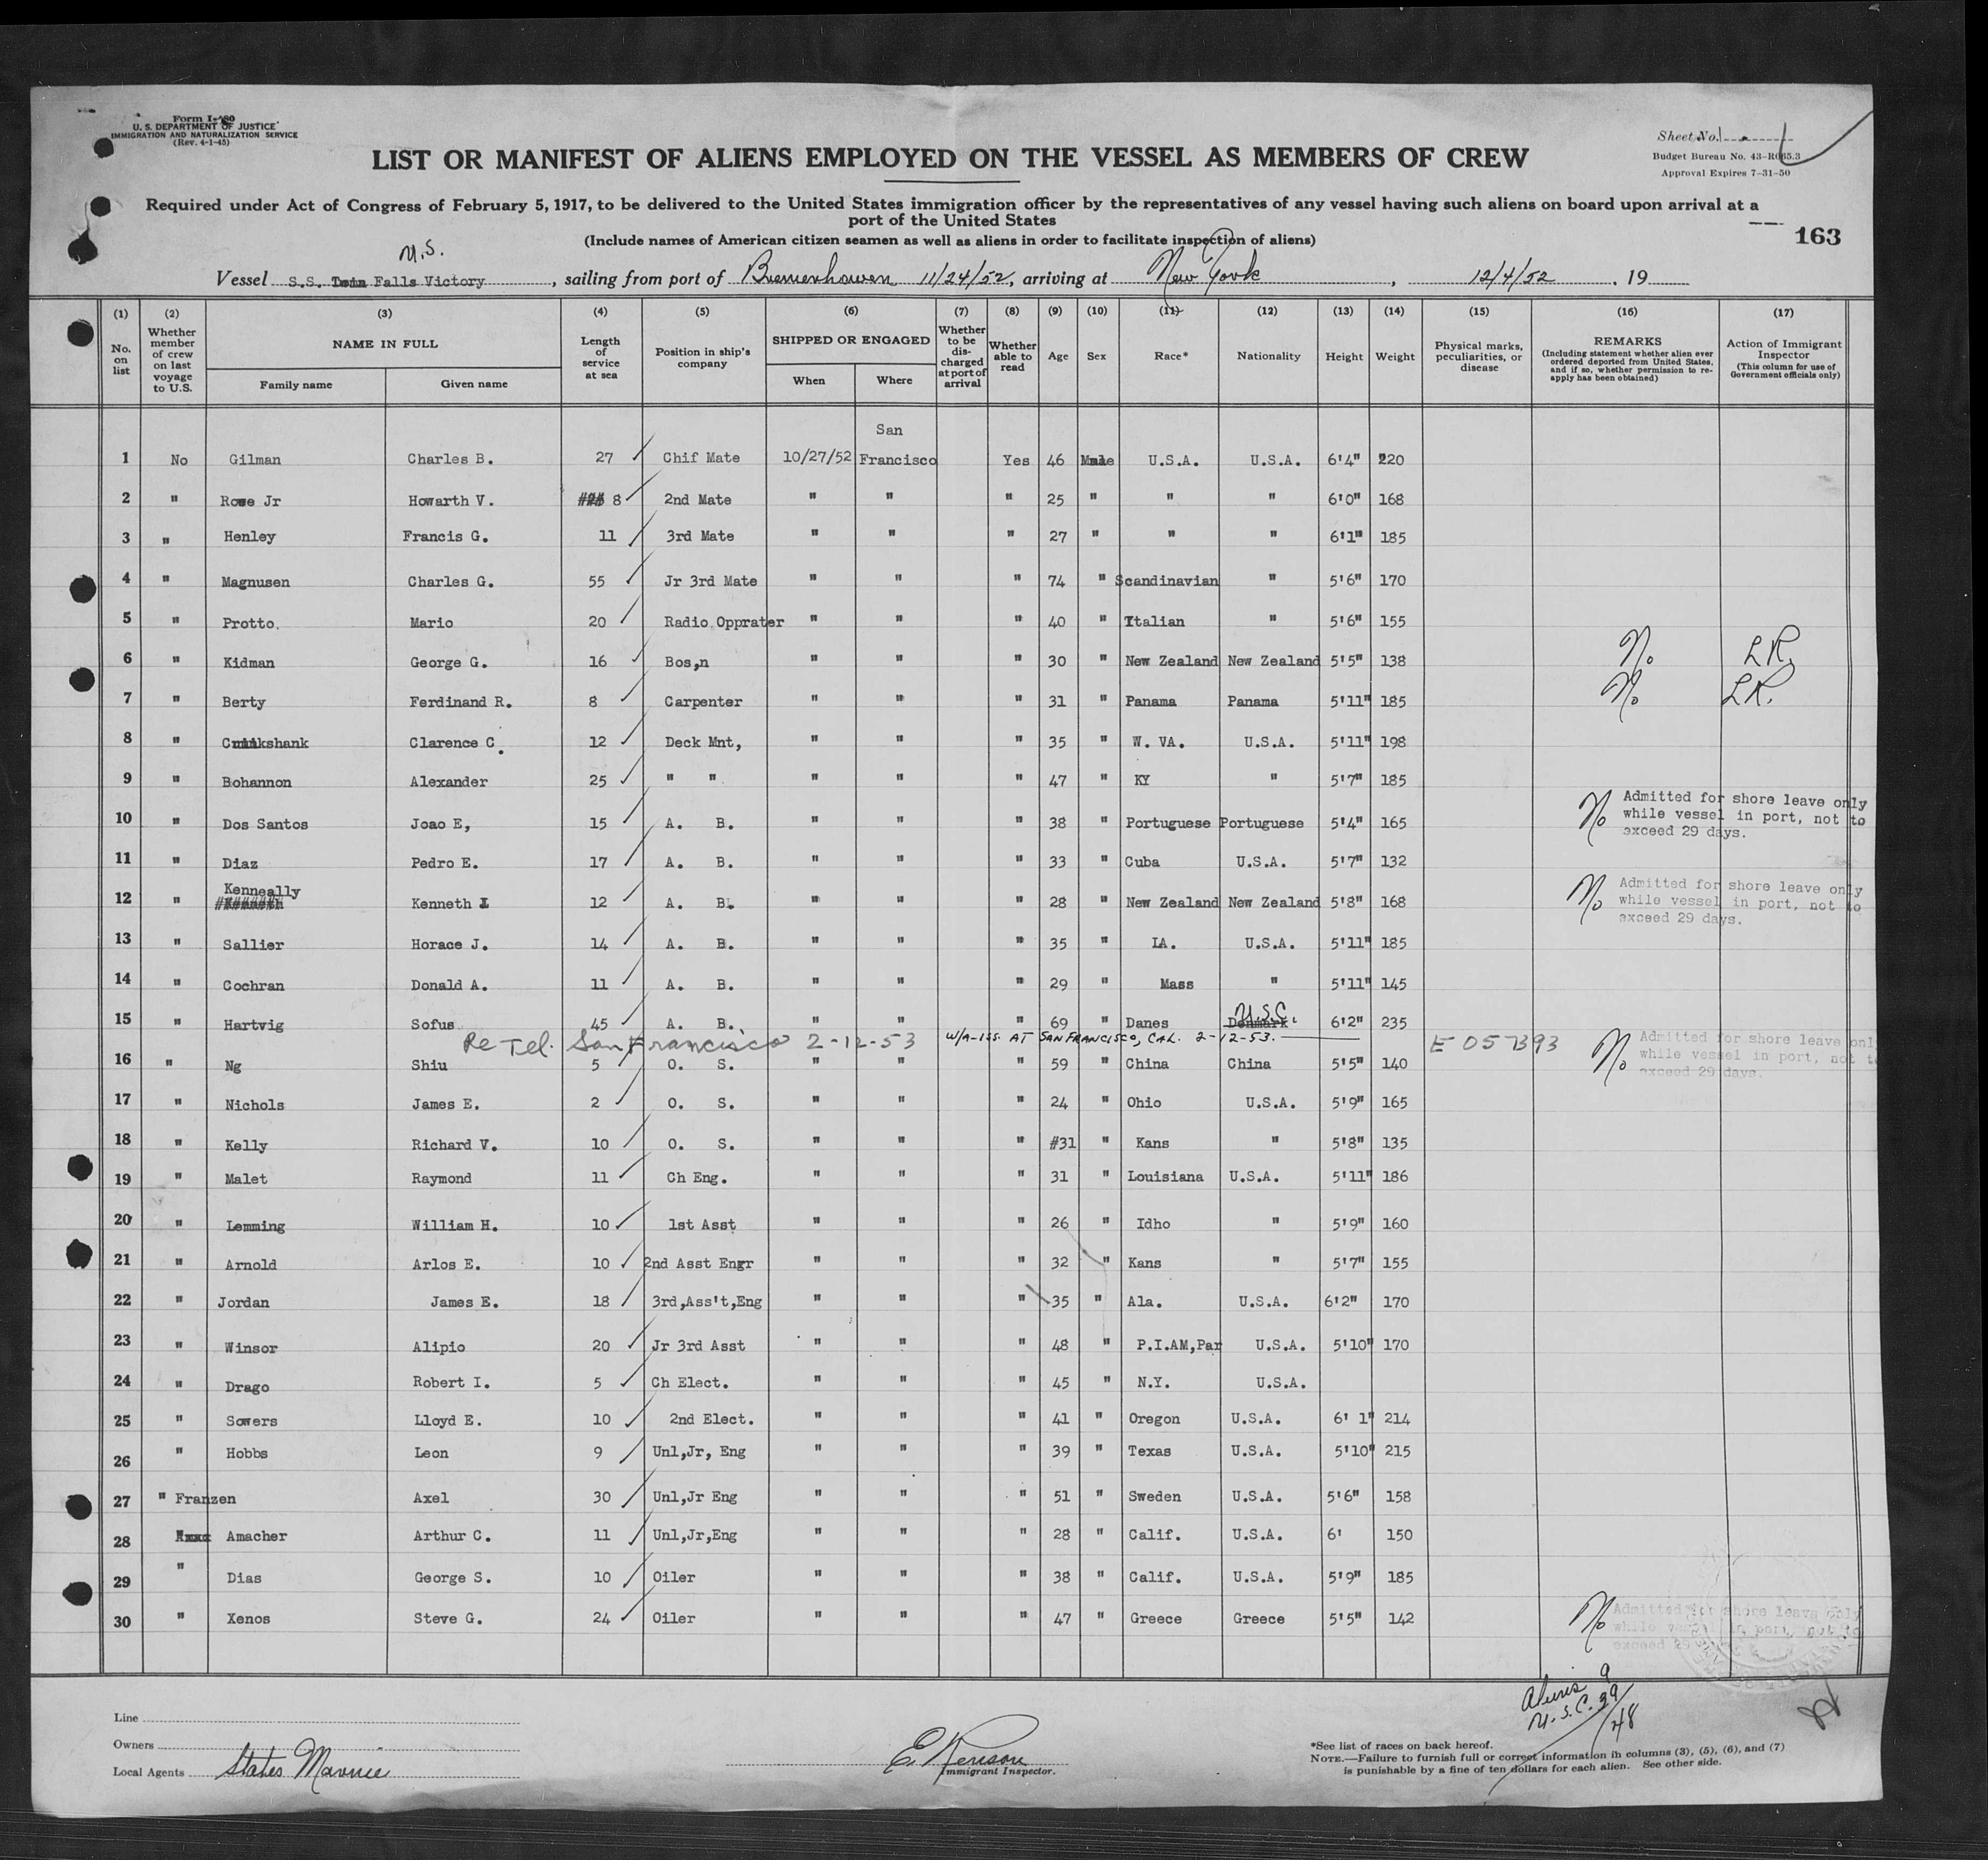 Form I-480
U. S. DEPARTMENT OF JUSTICE
IMMIGRATION AND NATURALIZATION SERVICE
(Rev. 4-1-45)
Sheet No. 1
Budget Bureau No. 43-R065.3
Approval Expires 7-31-50
LIST OR MANIFEST OF ALIENS EMPLOYED ON THE VESSEL AS MEMBERS OF CREW
Required under Act of Congress of February 5, 1917, to be delivered to the United States immigration officer by the representatives of any vessel having such aliens on board upon arrival at a
port of the United States
163
(Include names of American citizen seamen as well as aliens in order to facilitate inspection of aliens)
U.S.
Vessel S.S. Twin Falls Victory, sailing from port of Bremerhaven 11/24/52, arriving at New York, 12/4/52, 19
(1) (2) (3) (4) (5) (6) (7) (8) (9) (10) (11) (12) (13) (14) (15) (16) (17)
No. on list
Whether member of crew on last voyage to U.S.
NAME IN FULL
Family name
Given name
Length of service at sea
Position in ship's company
SHIPPED OR ENGAGED
When
Where
Whether to be discharged at port of arrival
Whether able to read
Age
Sex
Race*
Nationality
Height
Weight
Physical marks, peculiarities, or disease
REMARKS
(Including statement whether alien ever ordered deported from United States, and if so, whether permission to re-apply has been obtained)
Action of Immigrant Inspector
(This column for use of Government officials only)
San
1 No Gilman Charles B. 27 Chif Mate 10/27/52 Francisco Yes 46 Male U.S.A. U.S.A. 6'4" 220
2 " Rowe Jr Howarth V. 8 2nd Mate " " " 25 " " " 6'0" 168
3 " Henley Francis G. 11 3rd Mate " " " 27 " " " 6'1" 185
4 " Magnusen Charles G. 55 Jr 3rd Mate " " " 74 " Scandinavian " 5'6" 170
5 " Protto. Mario 20 Radio Opprater " " " 40 " Italian " 5'6" 155
6 " Kidman George G. 16 Bos,n " " " 30 " New Zealand New Zealand 5'5" 138 No LR.
7 " Berty Ferdinand R. 8 Carpenter " " " 31 " Panama Panama 5'11" 185 No LR.
8 " Cruikshank Clarence C. 12 Deck Mnt, " " " 35 " W. VA. U.S.A. 5'11" 198
9 " Bohannon Alexander 25 " " " " " 47 " KY " 5'7" 185
10 " Dos Santos Joao E, 15 A. B. " " " 38 " Portuguese Portuguese 5'4" 165 No Admitted for shore leave only while vessel in port, not to exceed 29 days.
11 " Diaz Pedro E. 17 A. B. " " " 33 " Cuba U.S.A. 5'7" 132
Kenneally
12 " Kenneth Kenneth I 12 A. B. " " " 28 " New Zealand New Zealand 5'8" 168 No Admitted for shore leave only while vessel in port, not to exceed 29 days.
13 " Sallier Horace J. 14 A. B. " " " 35 " LA. U.S.A. 5'11" 185
14 " Cochran Donald A. 11 A. B. " " " 29 " Mass " 5'11" 145
15 " Hartvig Sofus 45 A. B. " " " 69 " Danes Denmark U.S.C. 6'2" 235
Re Tel. San Francisco 2-12-53 W/A-ISS. AT SAN FRANCISCO, CAL. 2-12-53. E 057393
16 " Ng Shiu 5 O. S. " " " 59 " China China 5'5" 140 No Admitted for shore leave only while vessel in port, not to exceed 29 days.
17 " Nichols James E. 2 O. S. " " " 24 " Ohio U.S.A. 5'9" 165
18 " Kelly Richard V. 10 O. S. " " " #31 " Kans " 5'8" 135
19 " Malet Raymond 11 Ch Eng. " " " 31 " Louisiana U.S.A. 5'11" 186
20 " Lemming William H. 10 1st Asst " " " 26 " Idho " 5'9" 160
21 " Arnold Arlos E. 10 2nd Asst Engr " " " 32 " Kans " 5'7" 155
22 " Jordan James E. 18 3rd,Ass't,Eng " " " 35 " Ala. U.S.A. 6'2" 170
23 " Winsor Alipio 20 Jr 3rd Asst " " " 48 " P.I.AM,Par U.S.A. 5'10" 170
24 " Drago Robert I. 5 Ch Elect. " " " 45 " N.Y. U.S.A.
25 " Sowers Lloyd E. 10 2nd Elect. " " " 41 " Oregon U.S.A. 6' 1" 214
26 " Hobbs Leon 9 Unl,Jr, Eng " " " 39 " Texas U.S.A. 5'10" 215
27 " Franzen Axel 30 Unl,Jr Eng " " " 51 " Sweden U.S.A. 5'6" 158
28 Amacher Arthur C. 11 Unl,Jr,Eng " " " 28 " Calif. U.S.A. 6' 150
29 " Dias George S. 10 Oiler " " " 38 " Calif. U.S.A. 5'9" 185
30 " Xenos Steve G. 24 Oiler " " " 47 " Greece Greece 5'5" 142 No Admitted for shore leave only while vessel in port, not to exceed 29
Aliens 9
U.S.C. 39
48
Line
Owners
Local Agents States Marine
E. Kenison
Immigrant Inspector.
*See list of races on back hereof.
NOTE.—Failure to furnish full or correct information in columns (3), (5), (6), and (7)
is punishable by a fine of ten dollars for each alien. See other side.